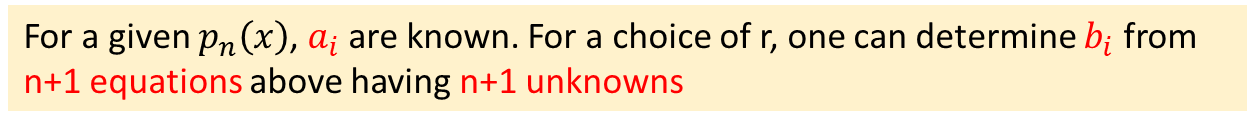 For a given pₙ(x), aᵢ are known. For a choice of r, one can determine bᵢ from
n+1 equations above having n+1 unknowns